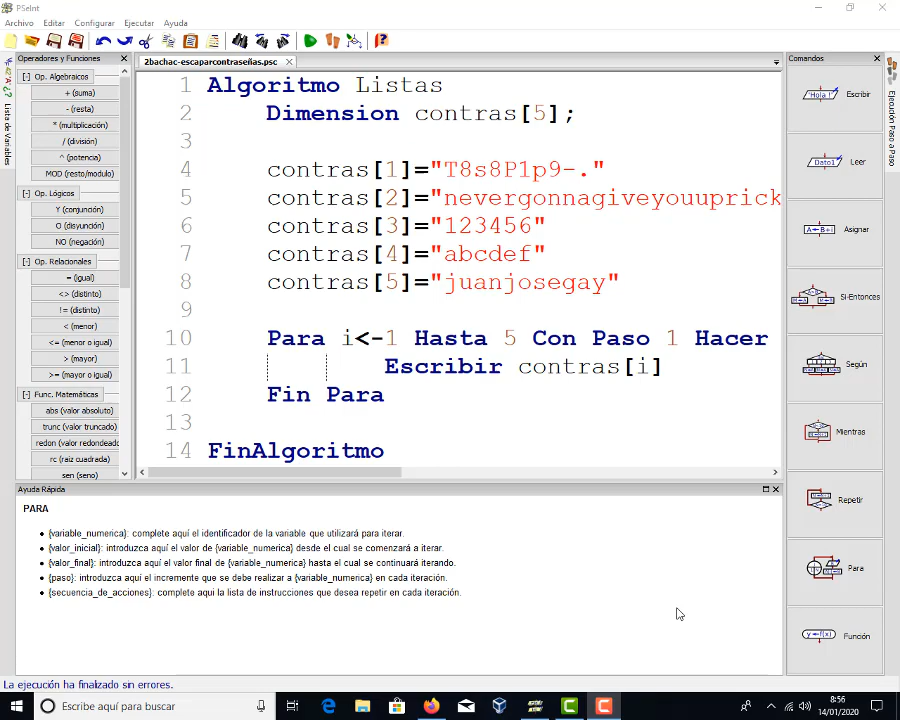 PSeInt
Archivo Editar Configurar Ejecutar Ayuda
Operadores y Funciones
[-] Op. Algebraicos
+ (suma)
- (resta)
* (multiplicación)
/ (división)
^ (potencia)
MOD (resto/modulo)
[-] Op. Lógicos
Y (conjunción)
O (disyunción)
NO (negación)
[-] Op. Relacionales
= (igual)
<> (distinto)
!= (distinto)
< (menor)
<= (menor o igual)
> (mayor)
>= (mayor o igual)
[-] Func. Matemáticas
abs (valor absoluto)
trunc (valor truncado)
redon (valor redondeado
rc (raiz cuadrada)
sen (seno)
Lista de Variables
2bachac-escaparcontraseñas.psc
1 Algoritmo Listas
2 Dimension contras[5];
3
4 contras[1]="T8s8P1p9-."
5 contras[2]="nevergonnagiveyouuprick
6 contras[3]="123456"
7 contras[4]="abcdef"
8 contras[5]="juanjosegay"
9
10 Para i<-1 Hasta 5 Con Paso 1 Hacer
11 Escribir contras[i]
12 Fin Para
13
14 FinAlgoritmo
Comandos
'Hola !' Escribir
Dato1 Leer
A←B+i Asignar
Si-Entonces
Según
Mientras
Repetir
Para
y←f(x) Función
Ejecución Paso a Paso
Ayuda Rápida
PARA
• {variable_numerica}: complete aquí el identificador de la variable que utilizará para iterar.
• {valor_inicial}: introduzca aquí el valor de {variable_numerica} desde el cual se comenzará a iterar.
• {valor_final}: introduzca aquí el valor final de {variable_numerica} hasta el cual se continuará iterando.
• {paso}: introduzca aquí el incremento que se debe realizar a {variable_numerica} en cada iteración.
• {secuencia_de_acciones}: complete aqui la lista de instrucciones que desea repetir en cada iteración.
La ejecución ha finalizado sin errores.
Escribe aquí para buscar
8:56
14/01/2020